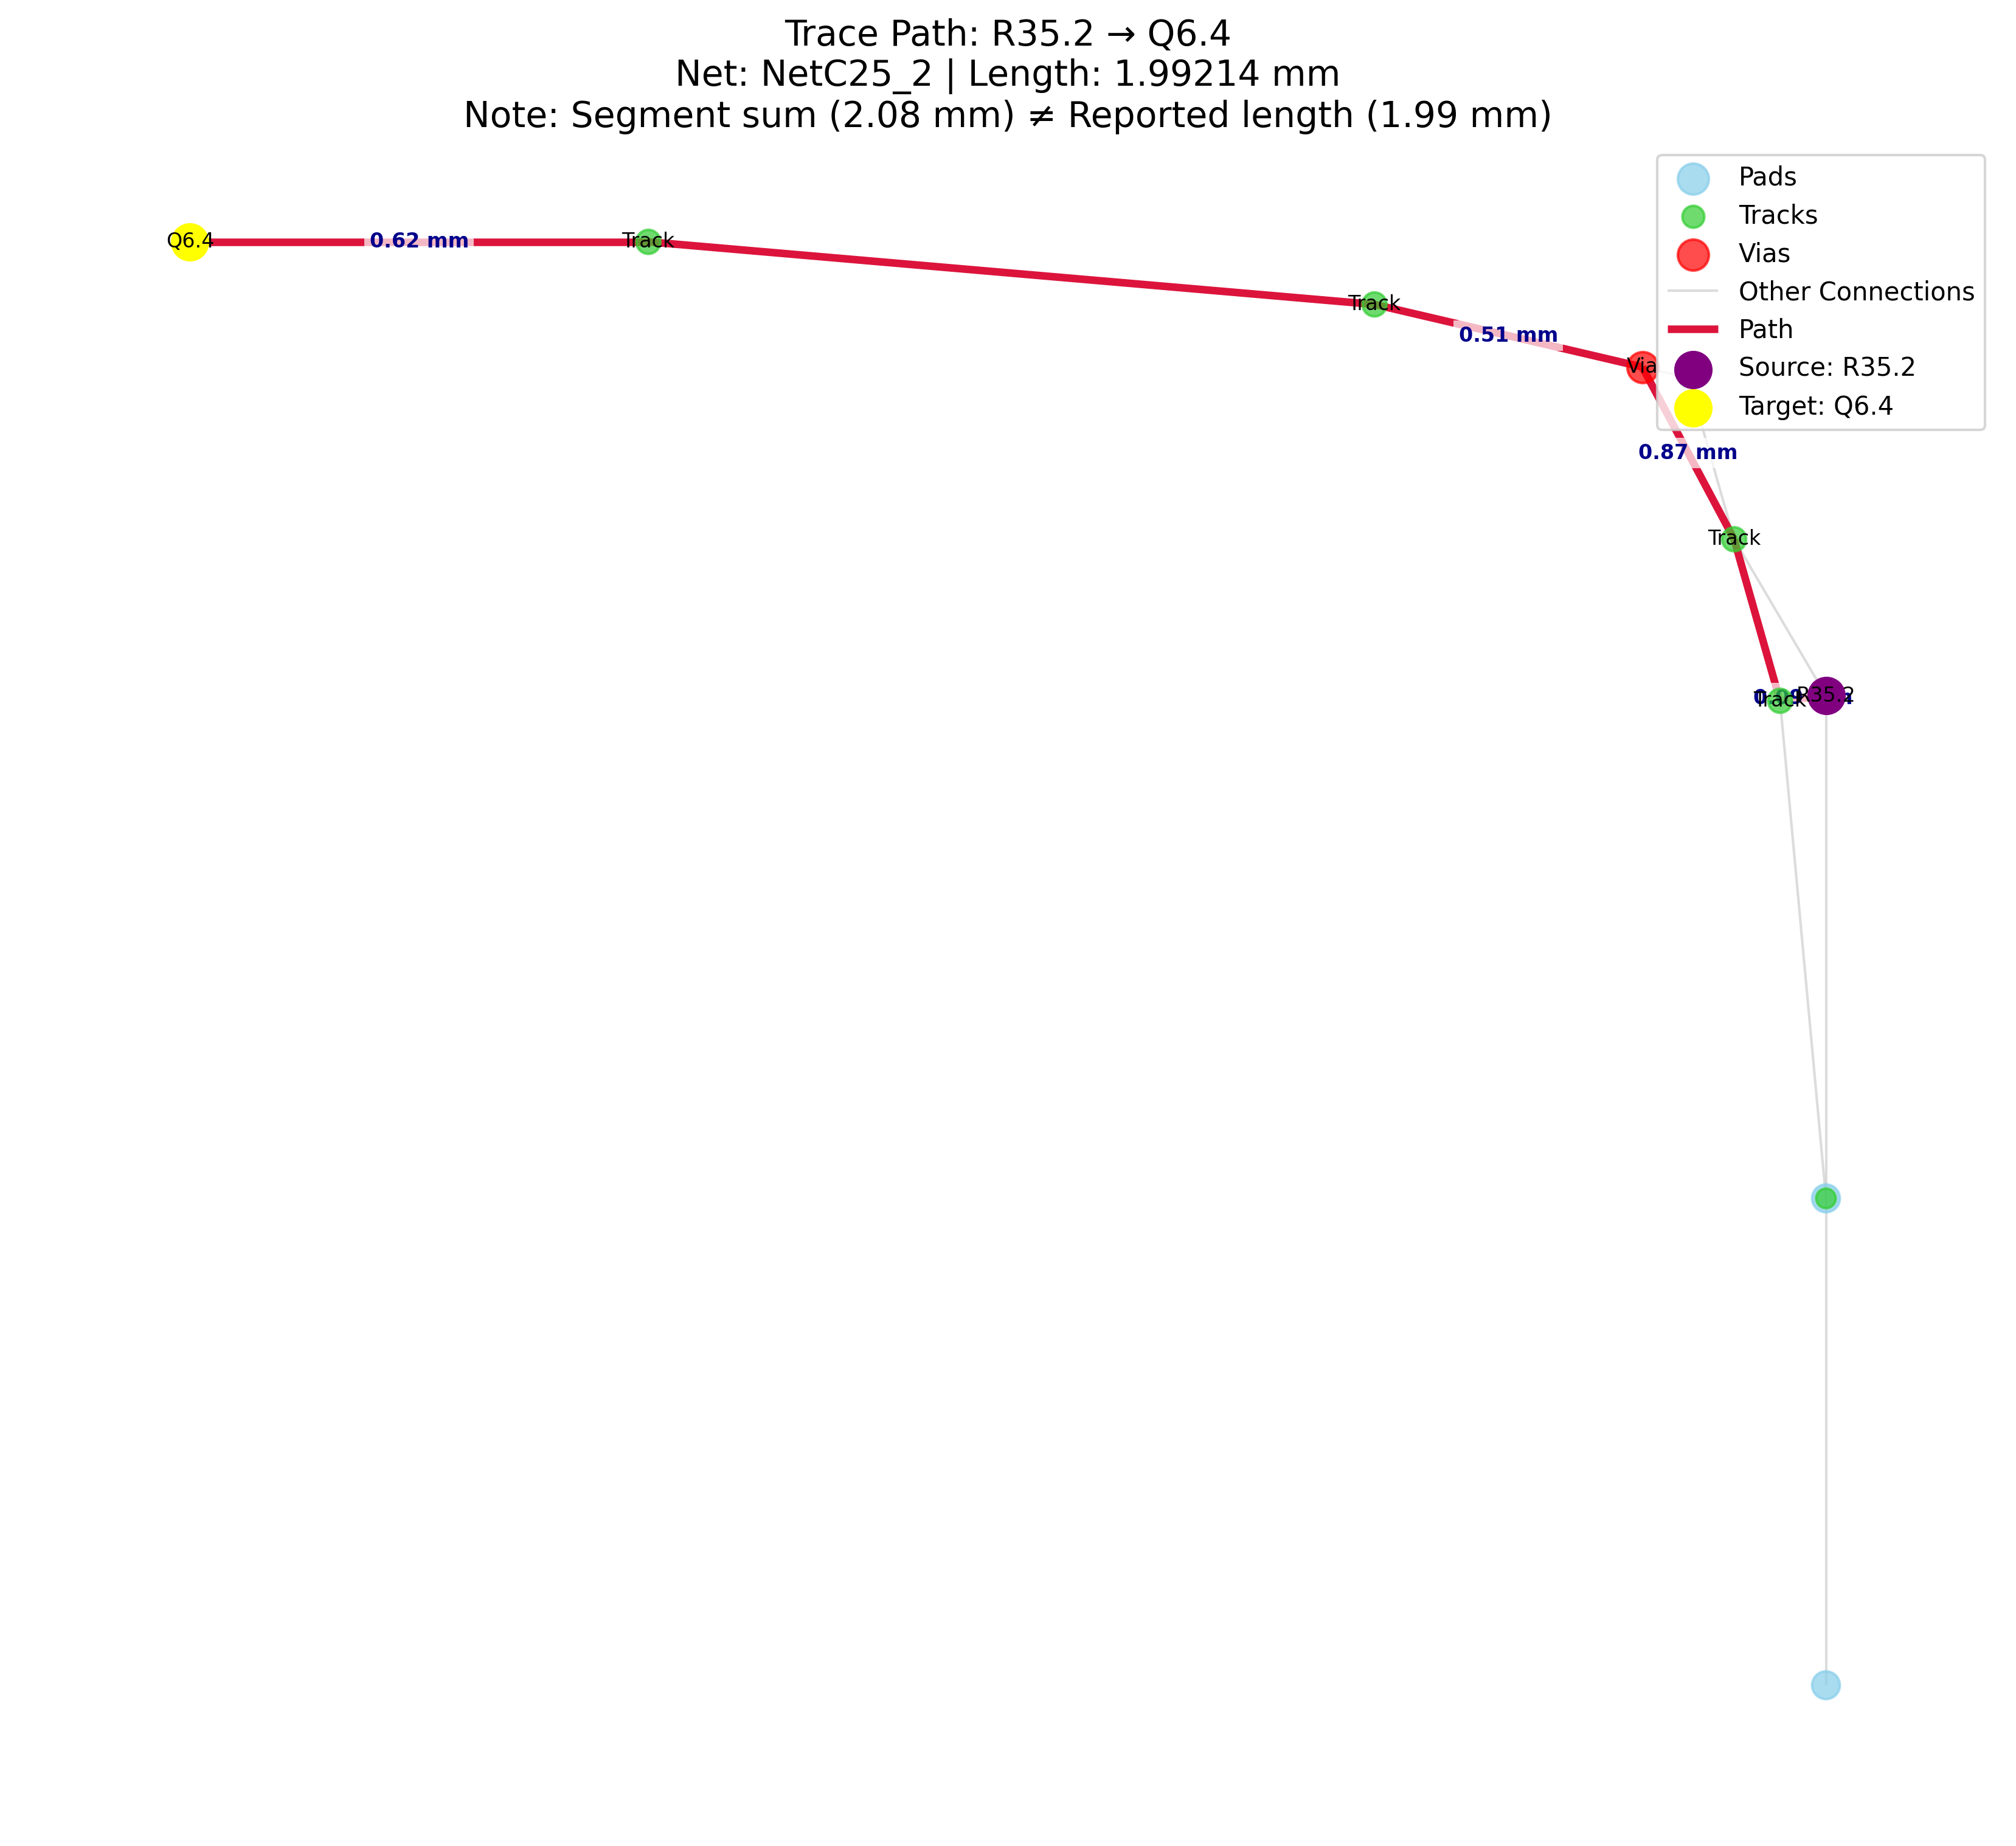 Trace Path: R35.2 → Q6.4
Net: NetC25_2 | Length: 1.99214 mm
Note: Segment sum (2.08 mm) ≠ Reported length (1.99 mm)
Pads
Tracks
Vias
Other Connections
Path
Source: R35.2
Target: Q6.4
Q6.4
0.62 mm
Track
Track
0.51 mm
Via
0.87 mm
Track
Track
R35.2